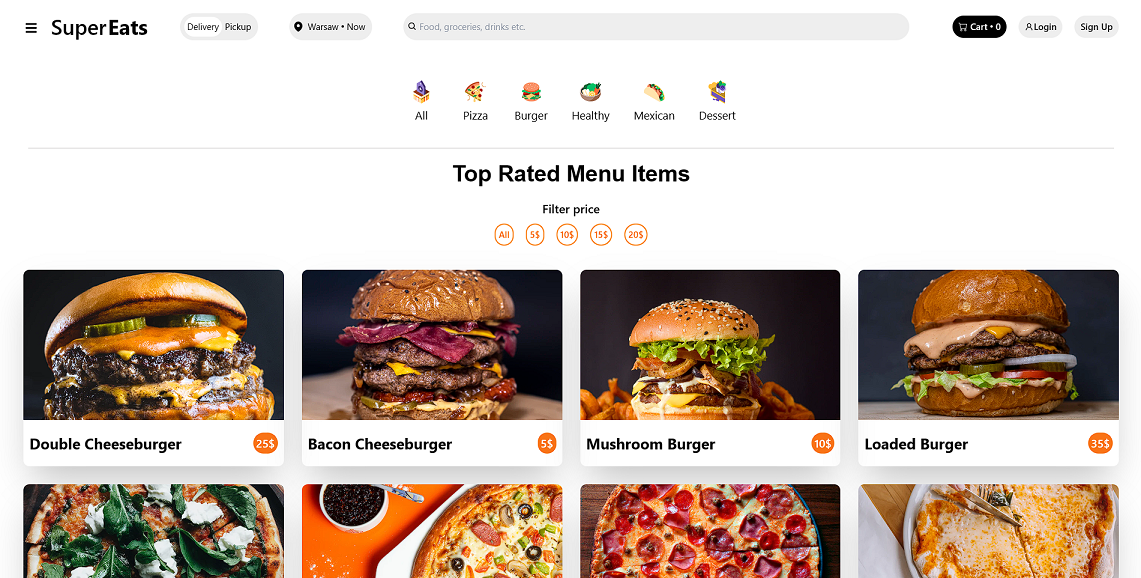 SuperEats
Delivery Pickup
Warsaw • Now
Food, groceries, drinks etc.
Cart • 0
Login
Sign Up
All
Pizza
Burger
Healthy
Mexican
Dessert
Top Rated Menu Items
Filter price
All
5$
10$
15$
20$
Double Cheeseburger
25$
Bacon Cheeseburger
5$
Mushroom Burger
10$
Loaded Burger
35$